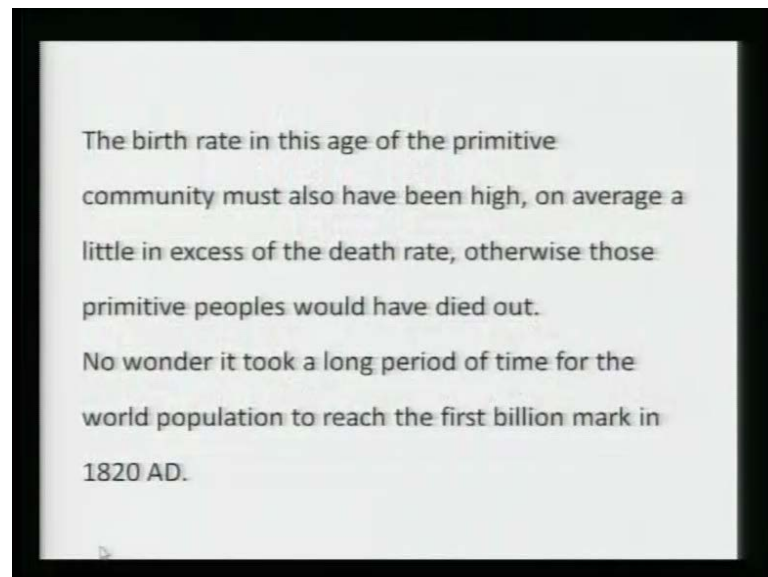 The birth rate in this age of the primitive
community must also have been high, on average a
little in excess of the death rate, otherwise those
primitive peoples would have died out.
No wonder it took a long period of time for the
world population to reach the first billion mark in
1820 AD.